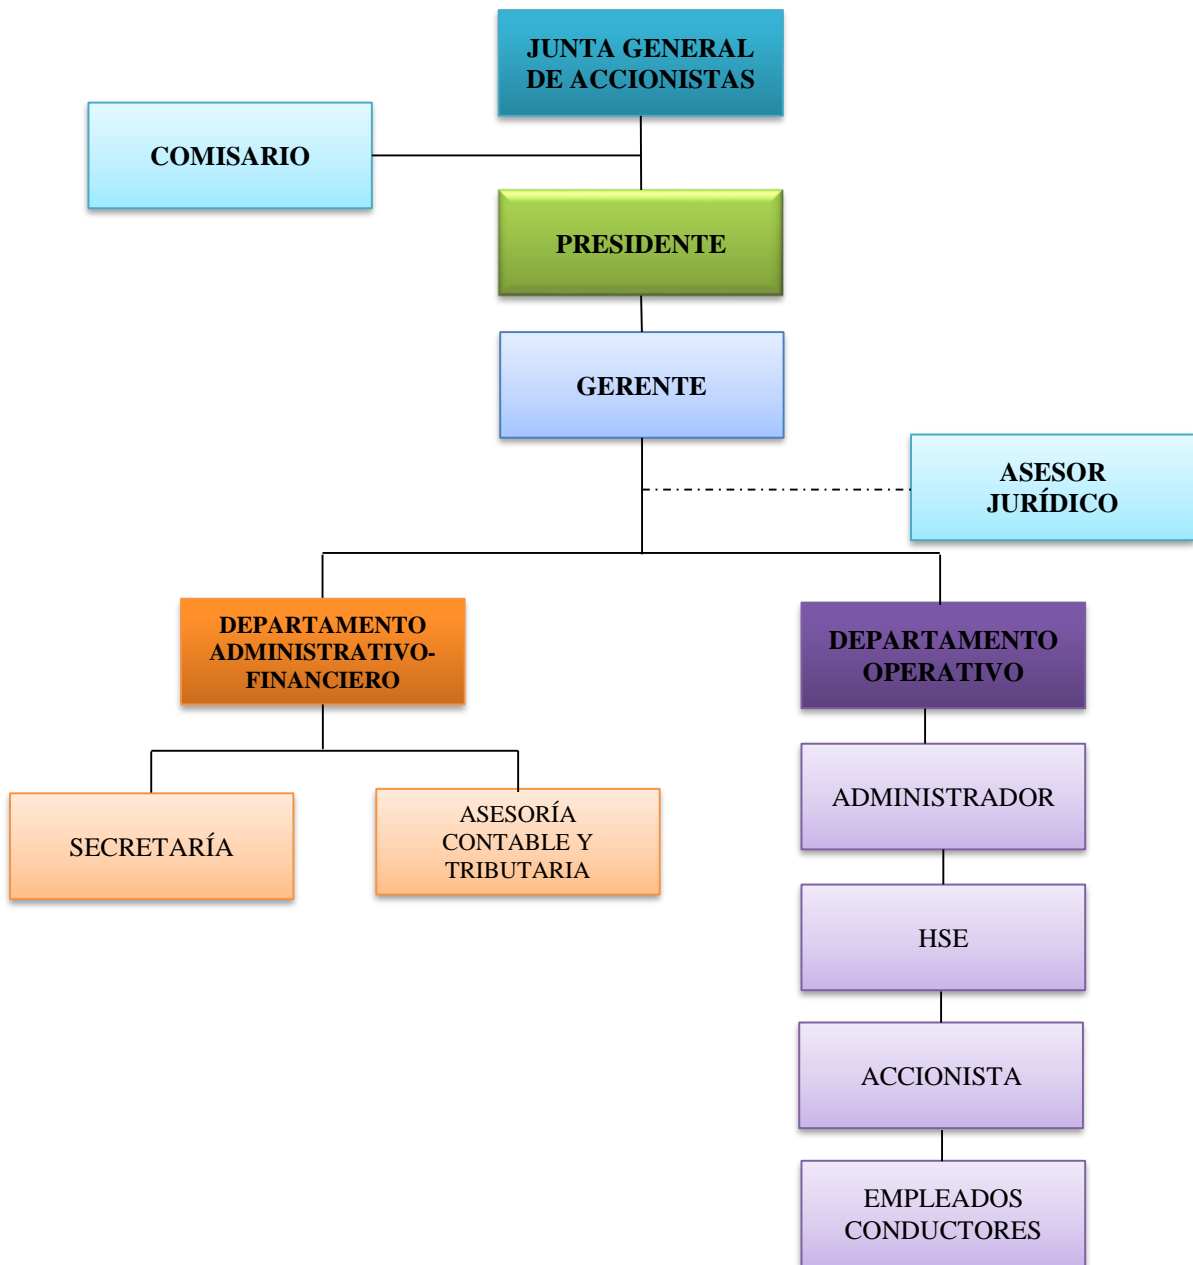 JUNTA GENERAL
DE ACCIONISTAS
COMISARIO
PRESIDENTE
GERENTE
ASESOR
JURÍDICO
DEPARTAMENTO
ADMINISTRATIVO-
FINANCIERO
DEPARTAMENTO
OPERATIVO
SECRETARÍA
ASESORÍA
CONTABLE Y
TRIBUTARIA
ADMINISTRADOR
HSE
ACCIONISTA
EMPLEADOS
CONDUCTORES